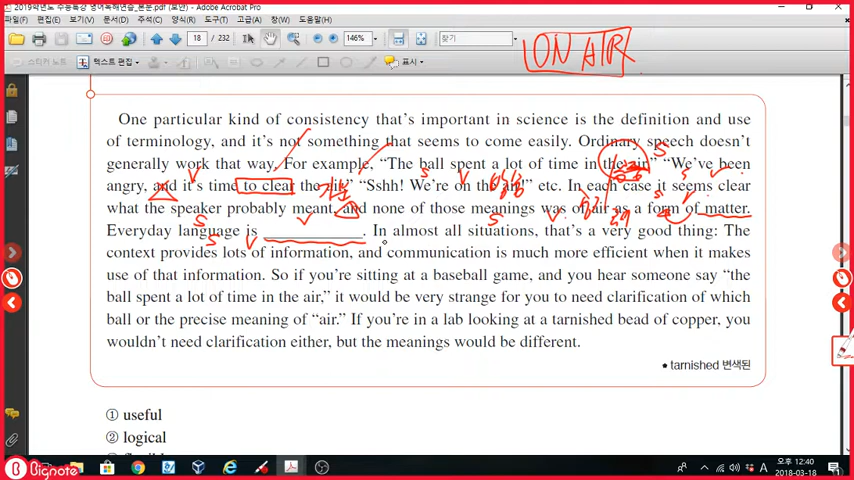 2019학년도 수능특강 영어독해연습_본문.pdf (보안) - Adobe Acrobat Pro
파일(F) 편집(E) 보기(V) 문서(D) 주석(C) 양식(R) 도구(T) 고급(A) 창(W) 도움말(H)
18 / 232 146% 찾기
ON AIR
스티커 노트 텍스트 편집 표시
One particular kind of consistency that's important in science is the definition and use
of terminology, and it's not something that seems to come easily. Ordinary speech doesn't
generally work that way. For example, “The ball spent a lot of time in the air,” “We've been
angry, and it's time to clear the air,” “Sshh! We're on the air!” etc. In each case it seems clear
what the speaker probably meant, and none of those meanings was of air as a form of matter.
Everyday language is ____________. In almost all situations, that's a very good thing: The
context provides lots of information, and communication is much more efficient when it makes
use of that information. So if you're sitting at a baseball game, and you hear someone say “the
ball spent a lot of time in the air,” it would be very strange for you to need clarification of which
ball or the precise meaning of “air.” If you're in a lab looking at a tarnished bead of copper, you
wouldn't need clarification either, but the meanings would be different.
● tarnished 변색된
① useful
② logical
Bignote
A 오후 12:40
2018-03-18